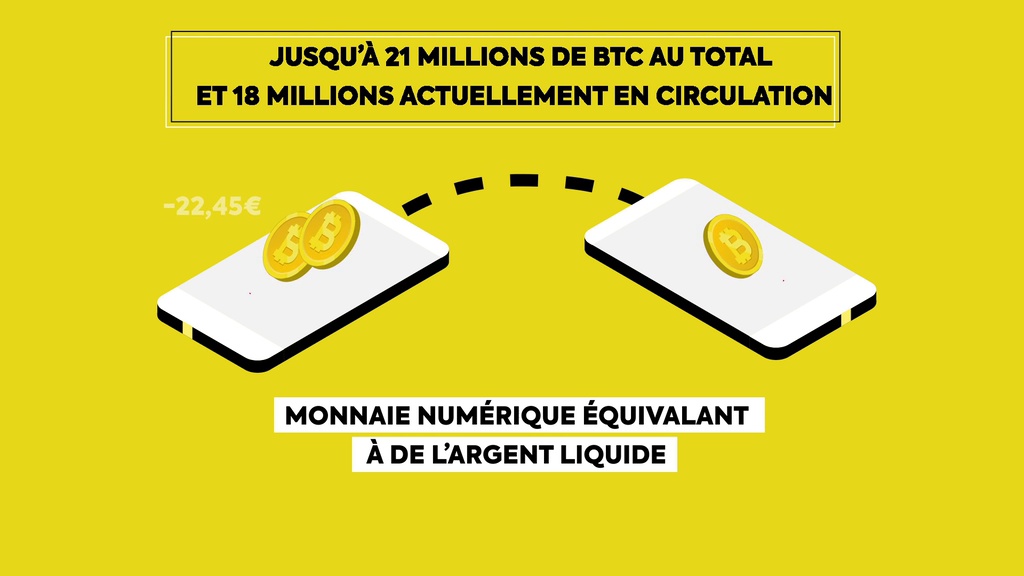 JUSQU'À 21 MILLIONS DE BTC AU TOTAL
ET 18 MILLIONS ACTUELLEMENT EN CIRCULATION
-22,45€
MONNAIE NUMÉRIQUE ÉQUIVALANT
À DE L'ARGENT LIQUIDE